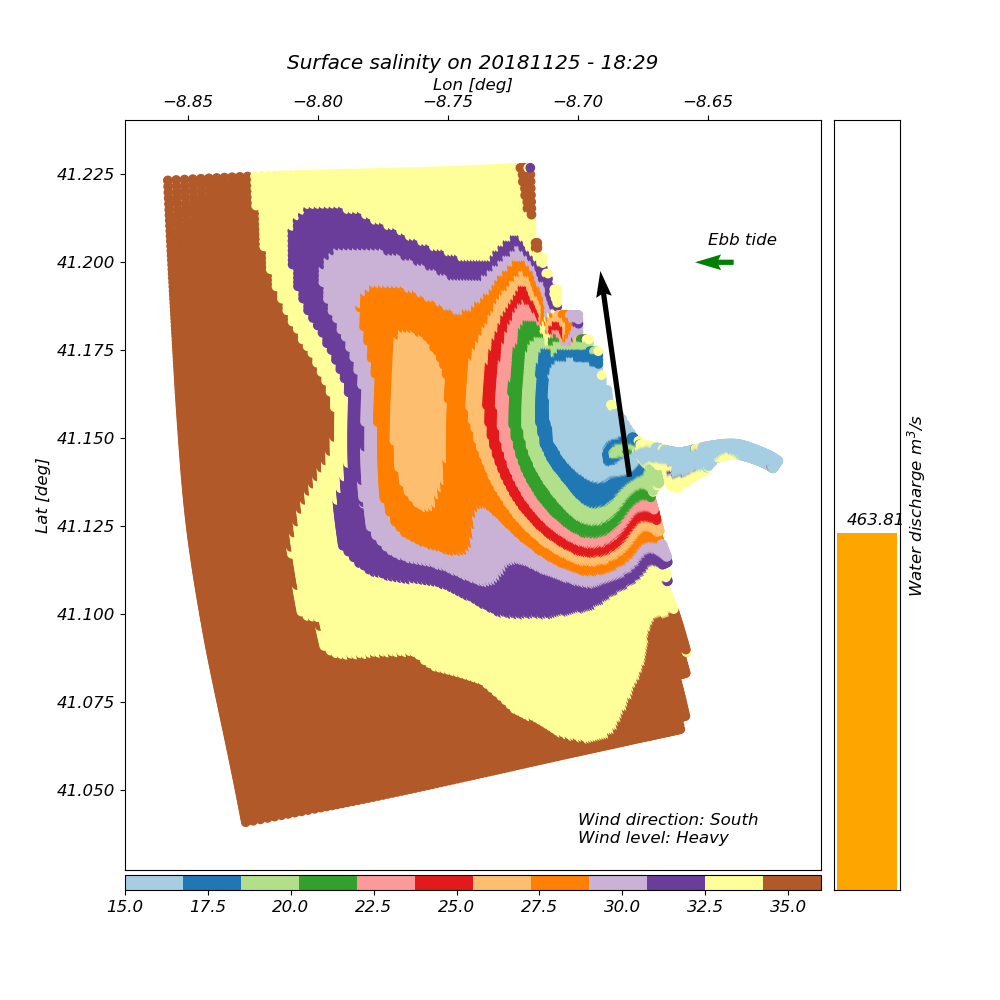 Surface salinity on 20181125 - 18:29
Lon [deg]
−8.85 −8.80 −8.75 −8.70 −8.65
41.225
41.200
41.175
41.150
41.125
41.100
41.075
41.050
Lat [deg]
Ebb tide
Wind direction: South
Wind level: Heavy
463.81
Water discharge m³/s
15.0 17.5 20.0 22.5 25.0 27.5 30.0 32.5 35.0